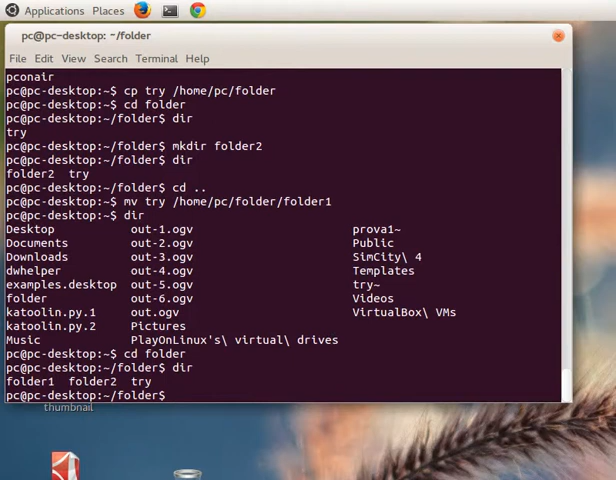 Applications Places
pc@pc-desktop: ~/folder
File Edit View Search Terminal Help
pconair
pc@pc-desktop:~$ cp try /home/pc/folder
pc@pc-desktop:~$ cd folder
pc@pc-desktop:~/folder$ dir
try
pc@pc-desktop:~/folder$ mkdir folder2
pc@pc-desktop:~/folder$ dir
folder2 try
pc@pc-desktop:~/folder$ cd ..
pc@pc-desktop:~$ mv try /home/pc/folder/folder1
pc@pc-desktop:~$ dir
Desktop out-1.ogv prova1~
Documents out-2.ogv Public
Downloads out-3.ogv SimCity\ 4
dwhelper out-4.ogv Templates
examples.desktop out-5.ogv try~
folder out-6.ogv Videos
katoolin.py.1 out.ogv VirtualBox\ VMs
katoolin.py.2 Pictures
Music PlayOnLinux's\ virtual\ drives
pc@pc-desktop:~$ cd folder
pc@pc-desktop:~/folder$ dir
folder1 folder2 try
pc@pc-desktop:~/folder$
thumbnail